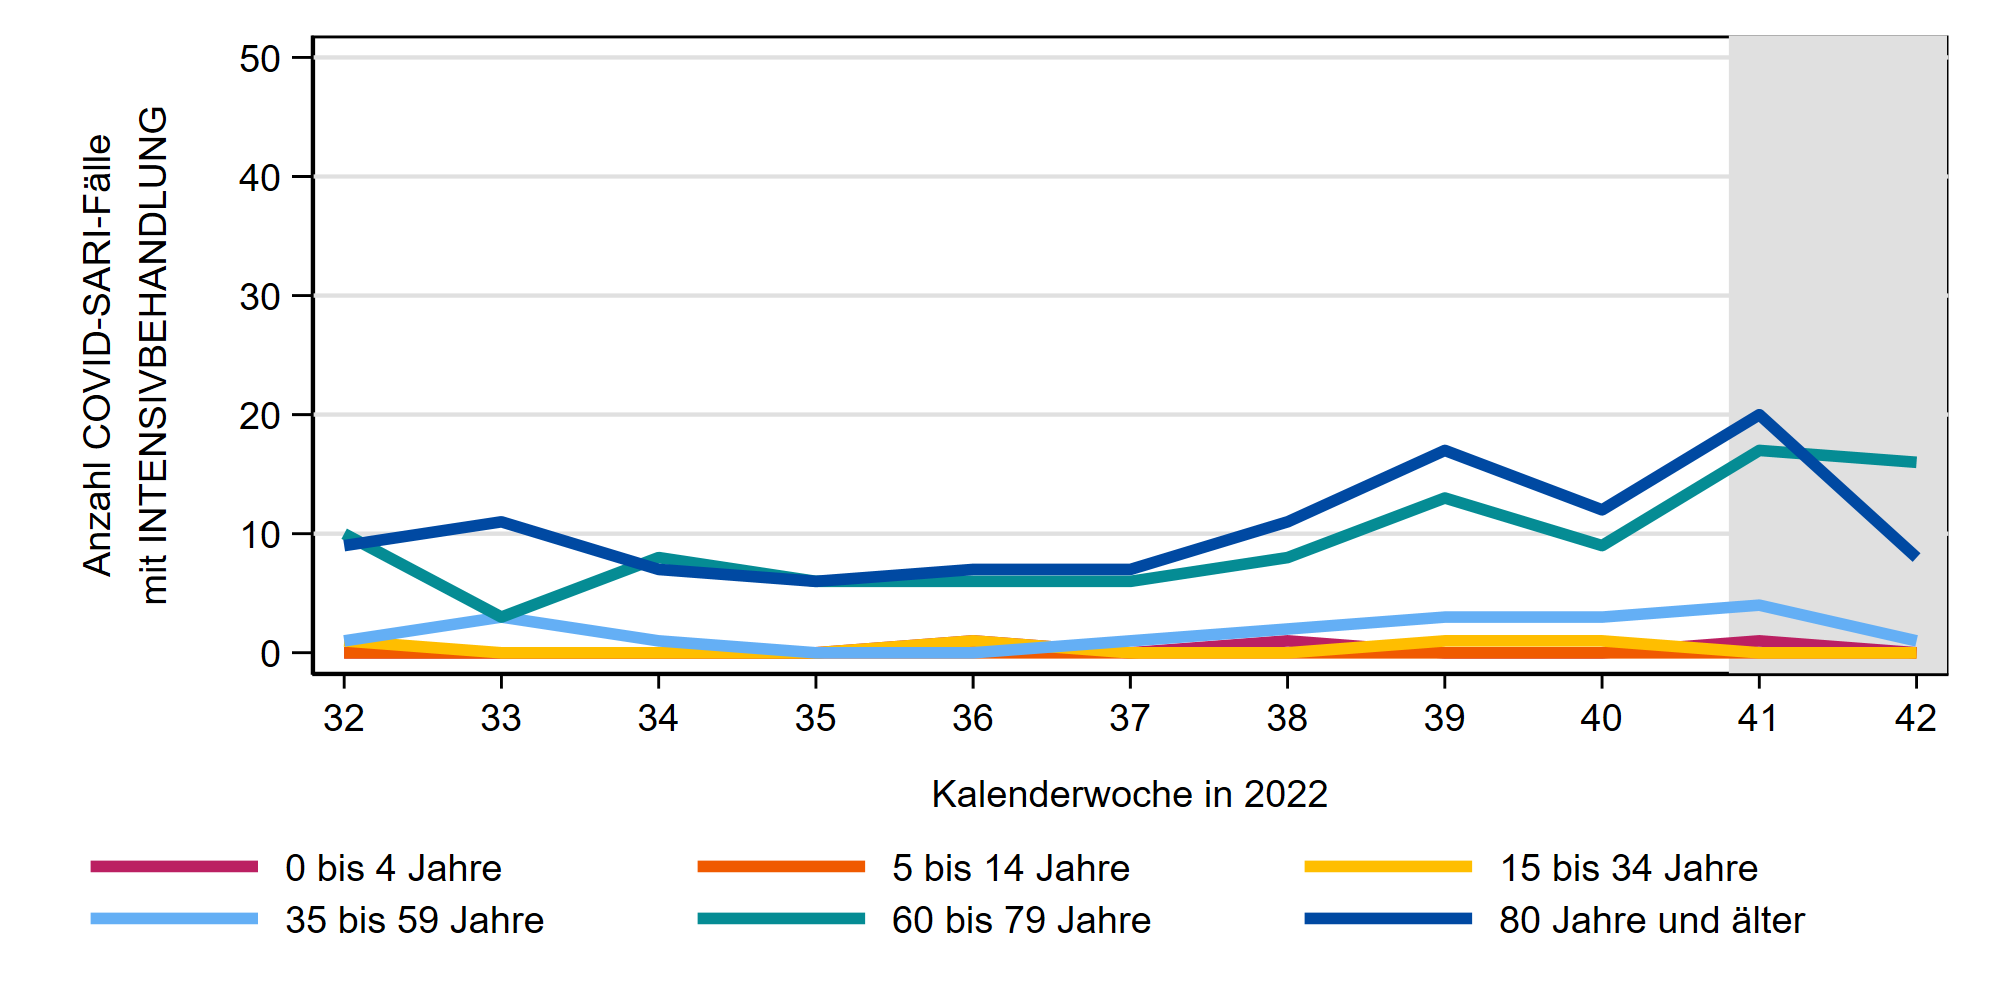 Anzahl COVID-SARI-Fälle
mit INTENSIVBEHANDLUNG
50
40
30
20
10
0
32 33 34 35 36 37 38 39 40 41 42
Kalenderwoche in 2022
0 bis 4 Jahre 5 bis 14 Jahre 15 bis 34 Jahre
35 bis 59 Jahre 60 bis 79 Jahre 80 Jahre und älter